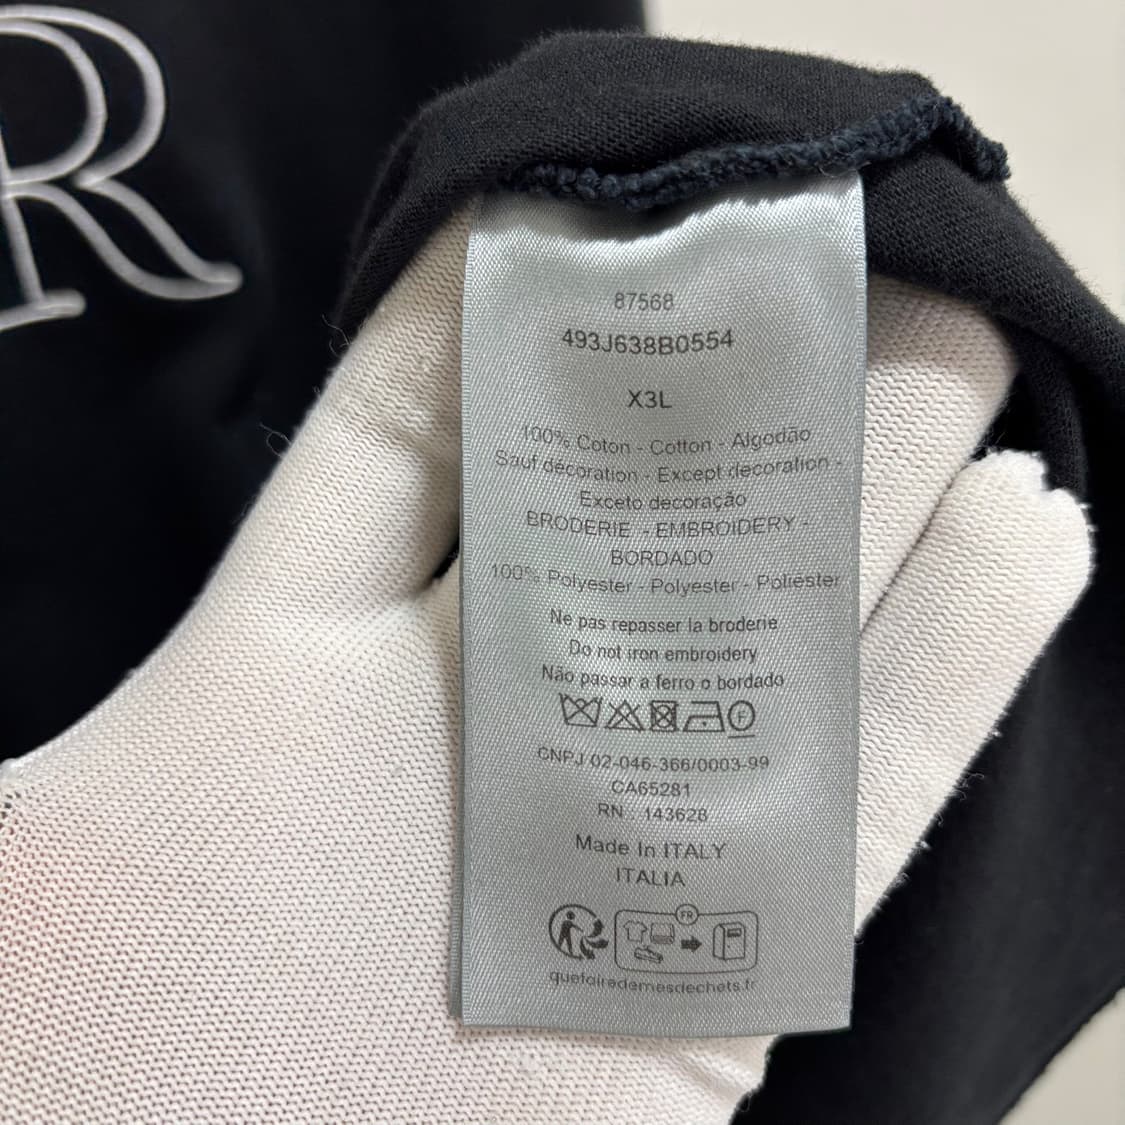 R
87568
493J638B0554
X3L
100% Coton - Cotton - Algodão
Sauf décoration - Except decoration -
Exceto decoração
BRODERIE - EMBROIDERY -
BORDADO
100% Polyester - Polyester - Poliéster
Ne pas repasser la broderie
Do not iron embroidery
Não passar a ferro o bordado
F
CNPJ 02-046-366/0003-99
CA65281
RN : 143628
Made In ITALY
ITALIA
FR
quefairedemesdechets.fr